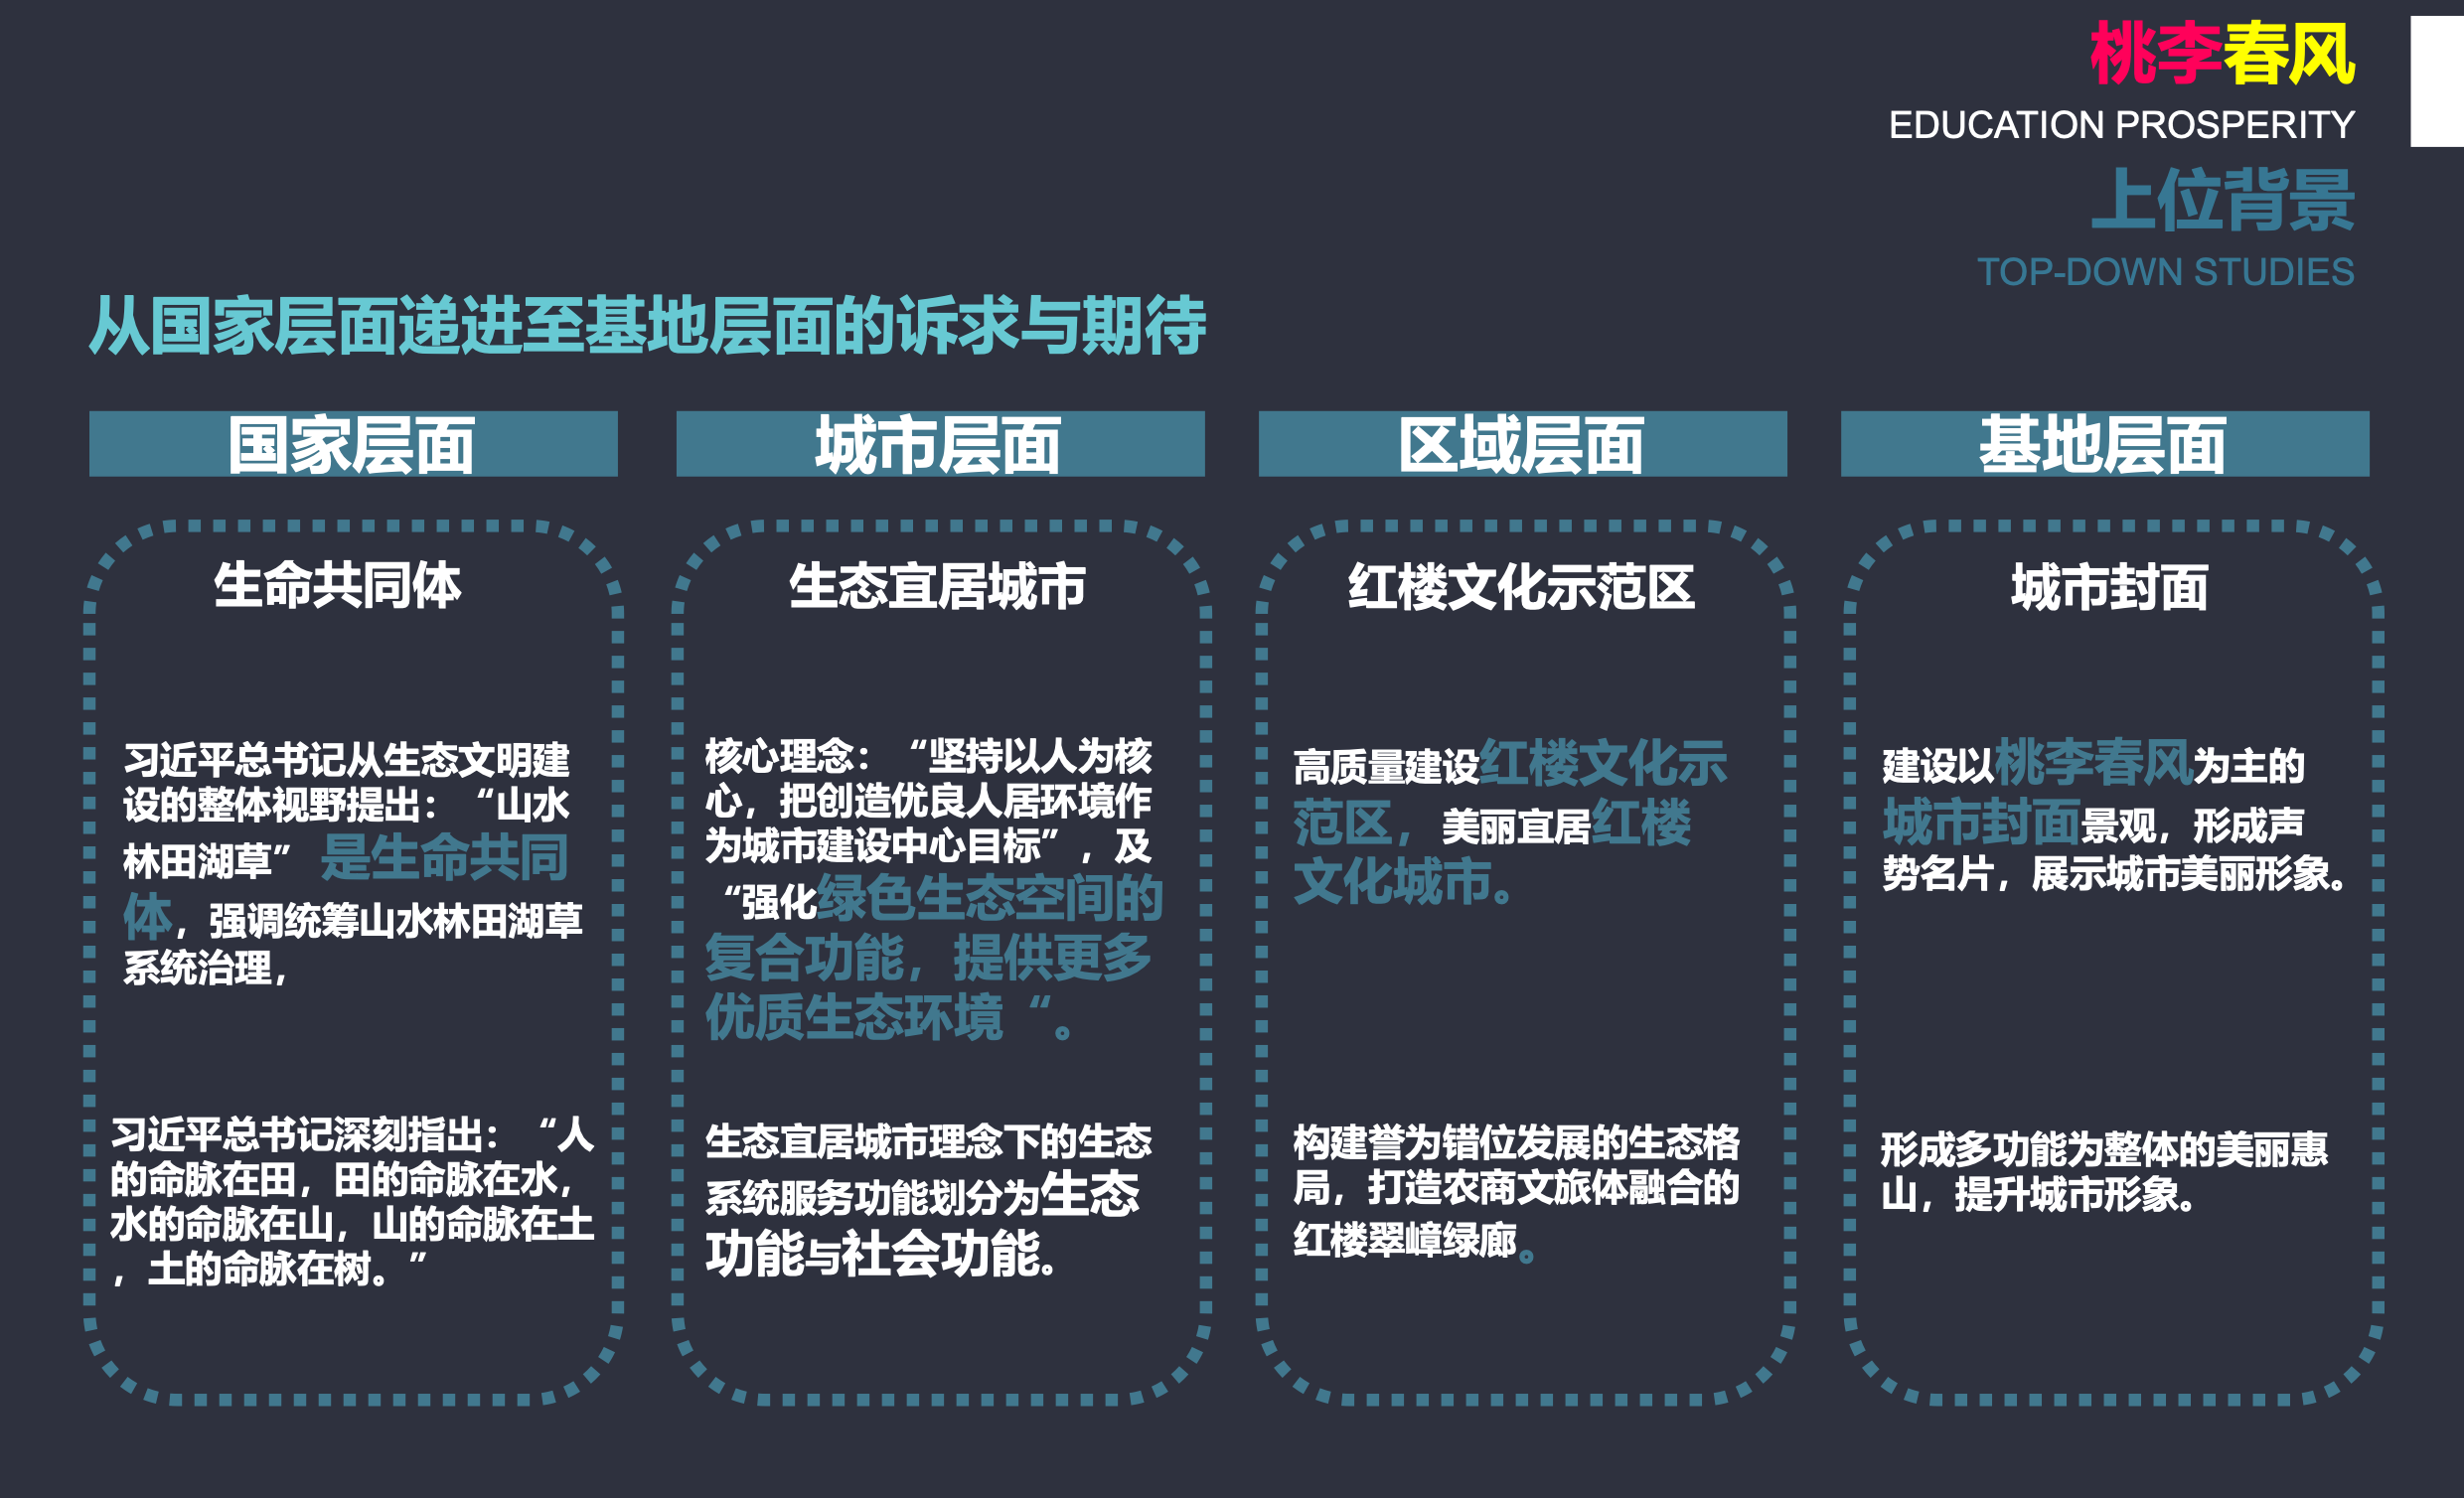 桃李春风
EDUCATION PROSPERITY
上位背景
TOP-DOWN STUDIES
从国家层面递进至基地层面的诉求与期待
国家层面
生命共同体
习近平总书记从生态文明建
设的整体视野提出：“山水
林田湖草” 是生命共同
体，强调统筹山水林田湖草
系统治理，
习近平总书记深刻指出：“人
的命脉在田，田的命脉在水，
水的命脉在山，山的命脉在土
，土的命脉在树。”
城市层面
生态宜居城市
核心理念：“坚持以人为核
心，把创造优良人居环境作
为城市建设中心目标”，及
“强化绿色生态空间的
复合功能，提供更多
优质生态环境“。
生态宜居城市理念下的生态
系统服务功能划分为生态
功能与社会功能。
区域层面
红楼文化示范区
高质量建设红楼文化示
范区，美丽宜居红楼
文化城市。
构建誉为错位发展的生态格
局，打造农商文旅体融合的
红楼翠嶂绿廊。
基地层面
城市封面
建设以桃李春风为主的
城市封面景观，形成声
势名片，展示城市美丽形象。
形成多功能为整体的美丽惠
山，提升城市形象。